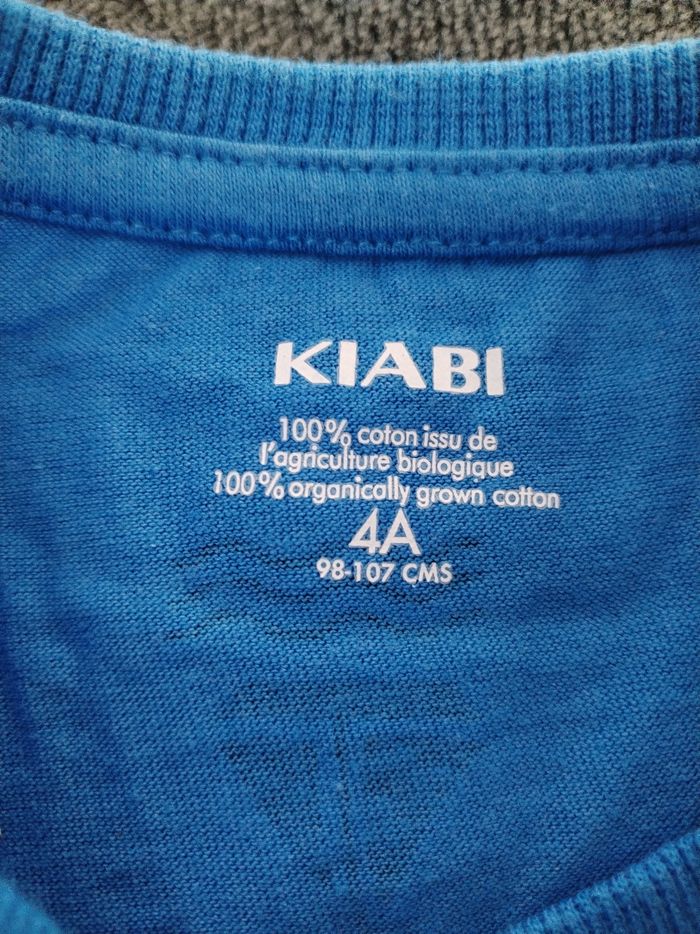 KIABI
100% coton issu de
l'agriculture biologique
100% organically grown cotton
4A
98-107 CMS